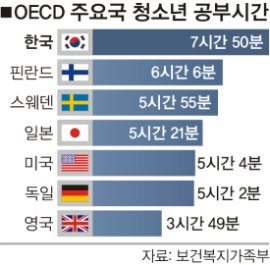 ■OECD 주요국 청소년 공부시간
한국 7시간 50분
핀란드 6시간 6분
스웨덴 5시간 55분
일본 5시간 21분
미국 5시간 4분
독일 5시간 2분
영국 3시간 49분
자료: 보건복지가족부